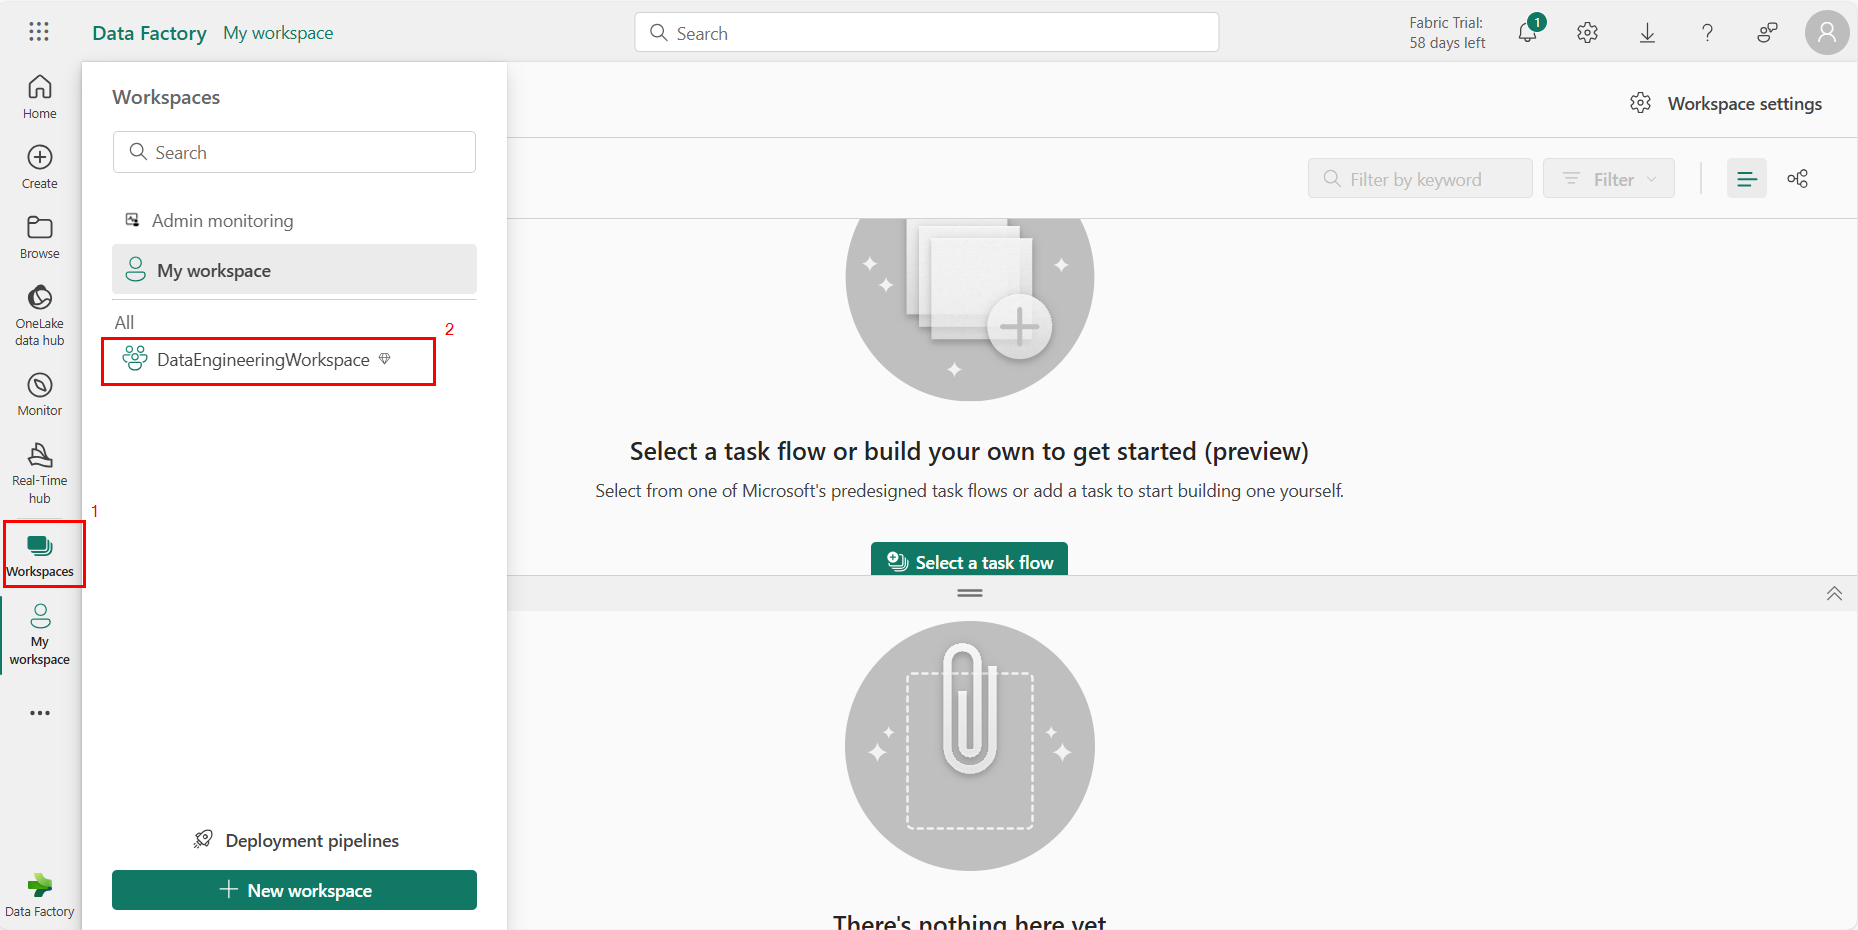 Data Factory My workspace
Search
Fabric Trial:
58 days left
1
Home
Create
Browse
OneLake
data hub
Monitor
Real-Time
hub
1
Workspaces
My
workspace
Data Factory
Workspaces
Search
Admin monitoring
My workspace
All
2
DataEngineeringWorkspace
Deployment pipelines
New workspace
Workspace settings
Filter by keyword
Filter
Select a task flow or build your own to get started (preview)
Select from one of Microsoft's predesigned task flows or add a task to start building one yourself.
Select a task flow
There's nothing here yet